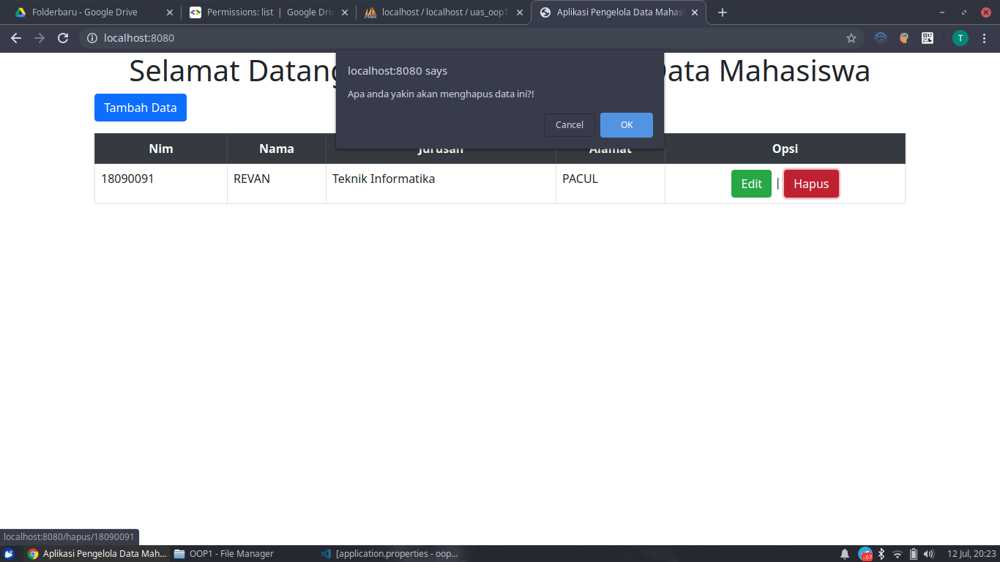 Folderbaru - Google Drive
Permissions: list | Google Driv
localhost / localhost / uas_oop1
Aplikasi Pengelola Data Mahasi
localhost:8080
T
Selamat Datang
Data Mahasiswa
localhost:8080 says
Apa anda yakin akan menghapus data ini?!
Cancel
OK
Tambah Data
Nim Nama Jurusan Alamat Opsi
18090091 REVAN Teknik Informatika PACUL Edit | Hapus
localhost:8080/hapus/18090091
Aplikasi Pengelola Data Mah...
OOP1 - File Manager
[application.properties - oop...
12 Jul, 20:23